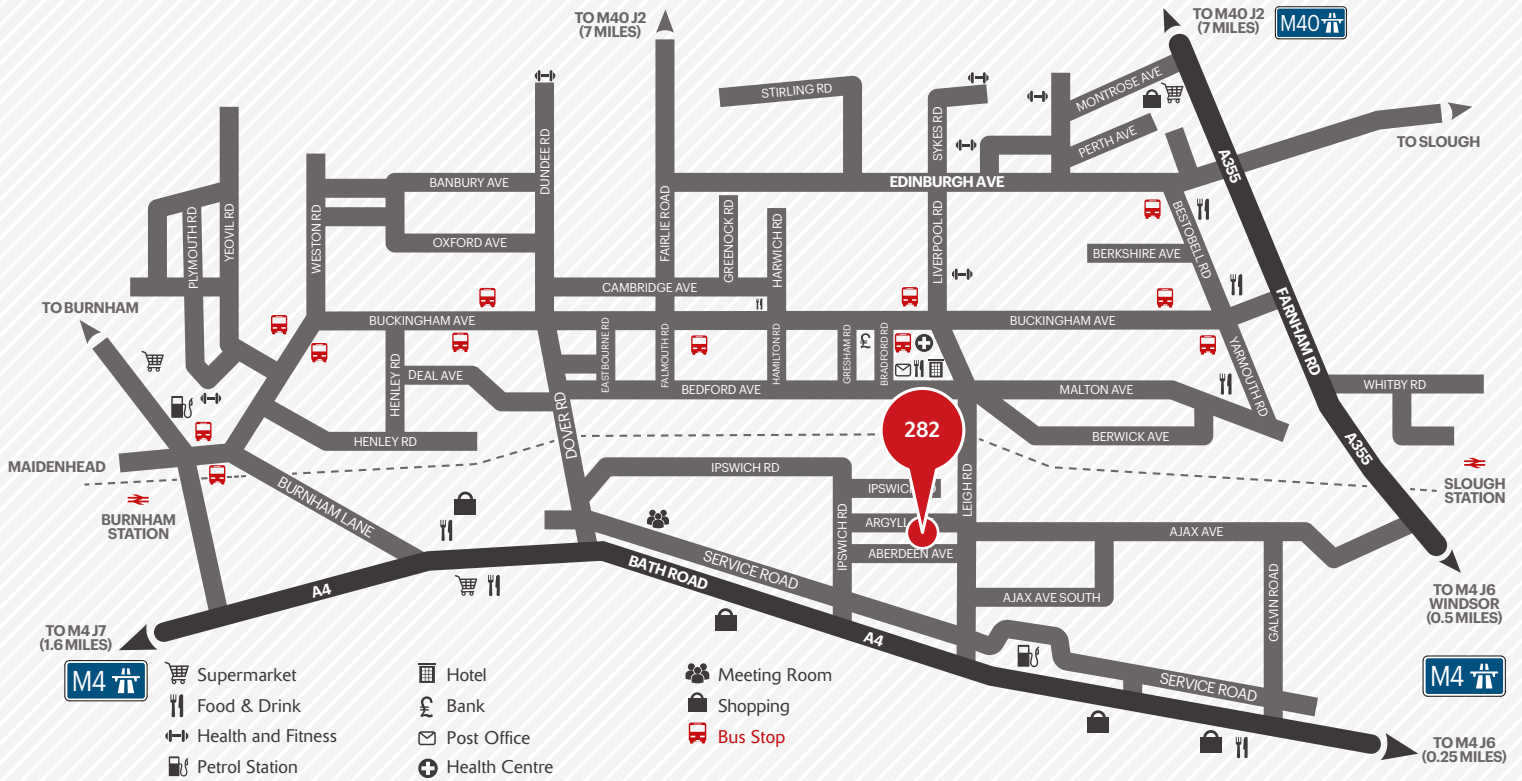 TO M40 J2
(7 MILES)
TO M40 J2
(7 MILES)
M40
MONTROSE AVE
STIRLING RD
PERTH AVE
SYKES RD
DUNDEE RD
A355
TO SLOUGH
BANBURY AVE
EDINBURGH AVE
PLYMOUTH RD
YEOVIL RD
WESTON RD
FAIRLIE ROAD
GREENOCK RD
HARWICH RD
LIVERPOOL RD
BESTOBELL RD
OXFORD AVE
BERKSHIRE AVE
CAMBRIDGE AVE
TO BURNHAM
BUCKINGHAM AVE
BUCKINGHAM AVE
FARNHAM RD
EASTBOURNE RD
FALMOUTH RD
HAMILTON RD
GRESHAM RD
BRADFORD RD
YARMOUTH RD
HENLEY RD
DEAL AVE
BEDFORD AVE
MALTON AVE
WHITBY RD
HENLEY RD
DOVER RD
282
BERWICK AVE
A355
MAIDENHEAD
IPSWICH RD
IPSWIC
LEIGH RD
SLOUGH
STATION
BURNHAM
STATION
BURNHAM LANE
IPSWICH RD
ARGYLL
AJAX AVE
ABERDEEN AVE
SERVICE ROAD
BATH ROAD
A4
AJAX AVE SOUTH
GALVIN ROAD
TO M4 J6
WINDSOR
(0.5 MILES)
TO M4 J7
(1.6 MILES)
A4
M4
M4
SERVICE ROAD
TO M4 J6
(0.25 MILES)
Supermarket
Food & Drink
Health and Fitness
Petrol Station
Hotel
£ Bank
Post Office
Health Centre
Meeting Room
Shopping
Bus Stop